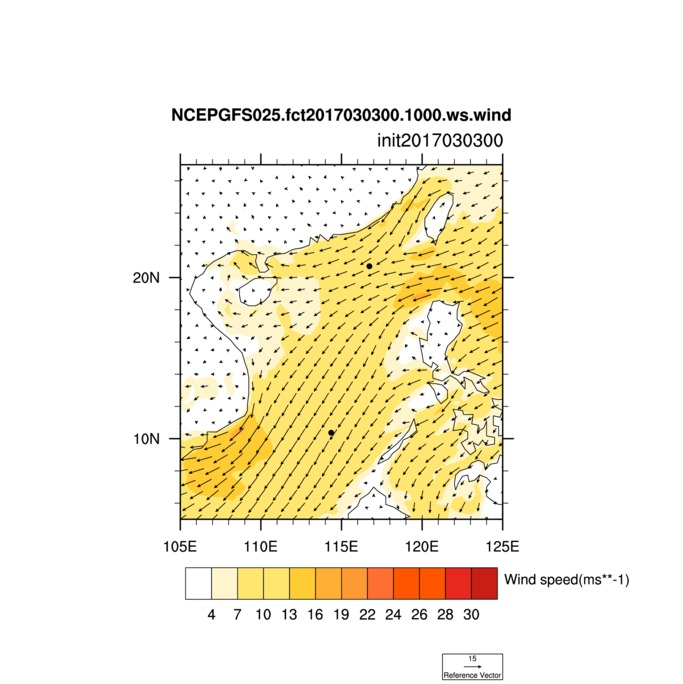 NCEPGFS025.fct2017030300.1000.ws.wind
init2017030300
20N
10N
105E 110E 115E 120E 125E
Wind speed(ms**-1)
4 7 10 13 16 19 22 24 26 28 30
15
Reference Vector